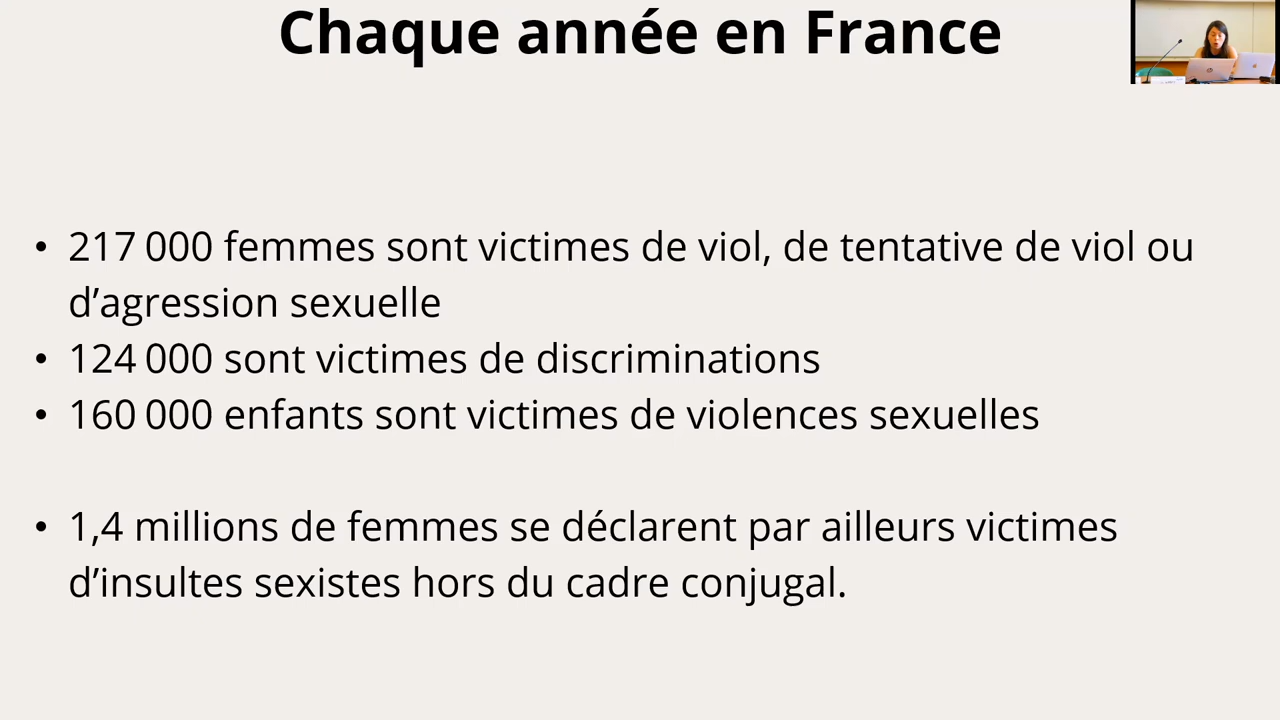 Chaque année en France
• 217 000 femmes sont victimes de viol, de tentative de viol ou
d’agression sexuelle
• 124 000 sont victimes de discriminations
• 160 000 enfants sont victimes de violences sexuelles
• 1,4 millions de femmes se déclarent par ailleurs victimes
d’insultes sexistes hors du cadre conjugal.